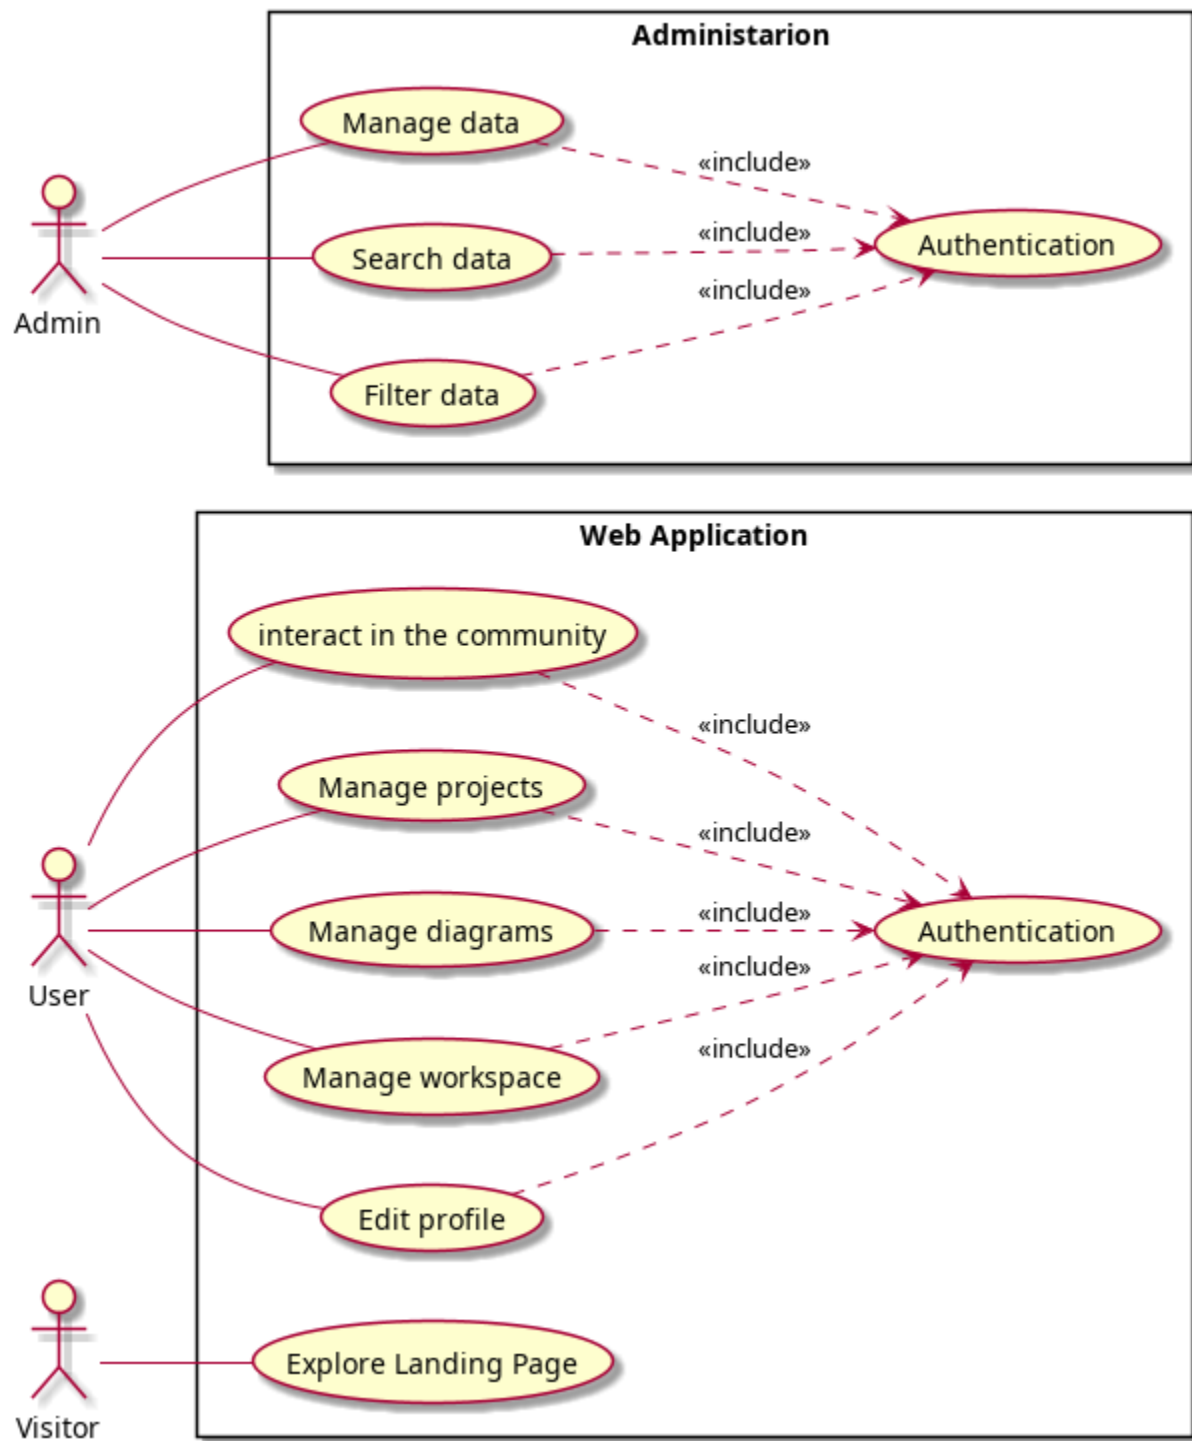 Administarion
Manage data
«include»
Search data
«include»
Authentication
«include»
Filter data
Admin
Web Application
interact in the community
«include»
Manage projects
«include»
Manage diagrams
«include»
Authentication
«include»
User
Manage workspace
«include»
Edit profile
Explore Landing Page
Visitor